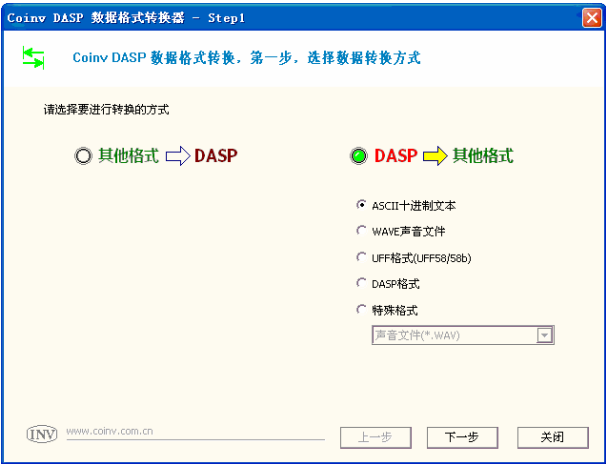 Coinv DASP 数据格式转换器 - Step1
Coinv DASP 数据格式转换，第一步，选择数据转换方式
请选择要进行转换的方式
其他格式 DASP
DASP 其他格式
ASCII十进制文本
WAVE声音文件
UFF格式(UFF58/58b)
DASP格式
特殊格式
声音文件(*.WAV)
INV www.coinv.com.cn
上一步 下一步 关闭